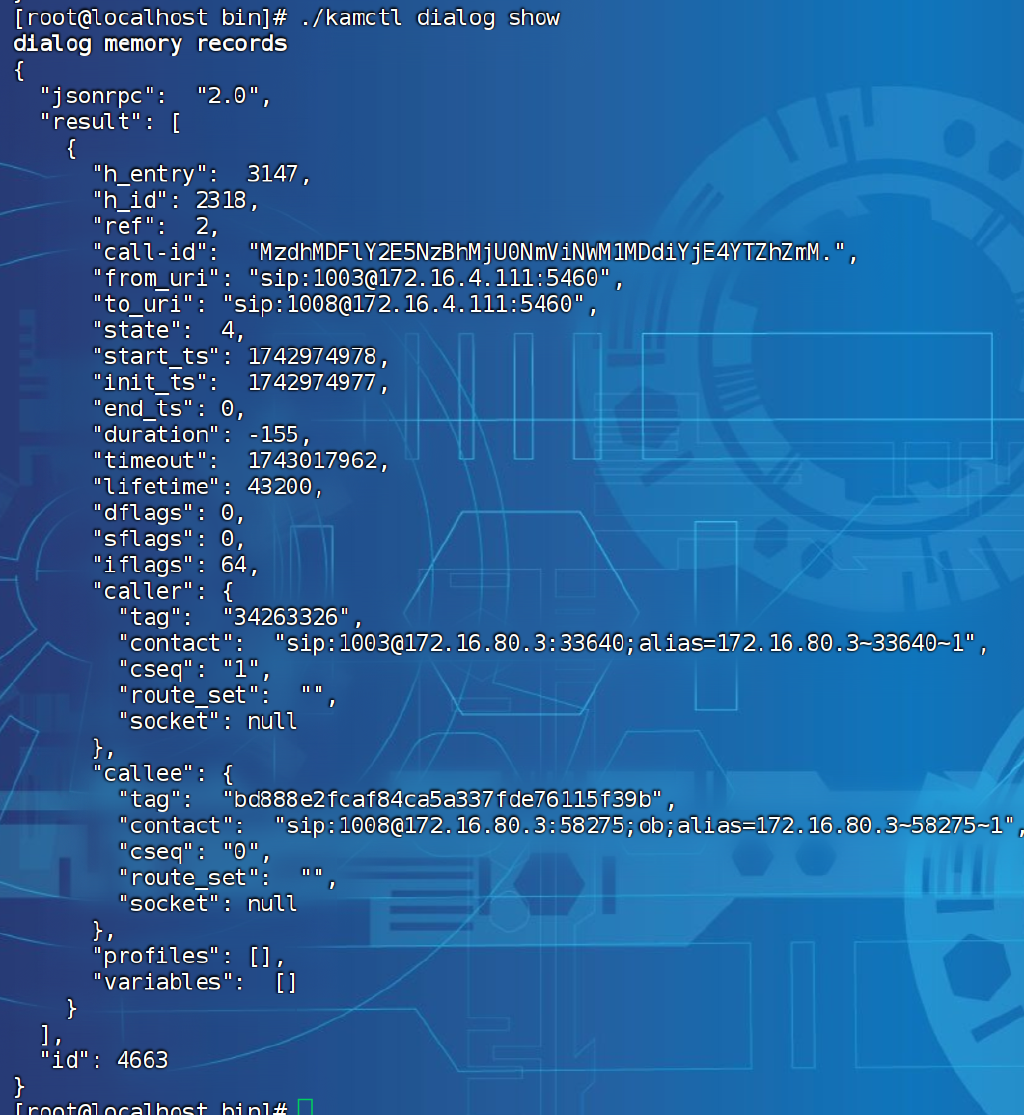 [root@localhost bin]# ./kamctl dialog show
dialog memory records
{
  "jsonrpc":  "2.0",
  "result": [
    {
      "h_entry":  3147,
      "h_id": 2318,
      "ref":  2,
      "call-id":  "MzdhMDFlY2E5NzBhMjU0NmViNWM1MDdiYjE4YTZhZmM.",
      "from_uri": "sip:1003@172.16.4.111:5460",
      "to_uri": "sip:1008@172.16.4.111:5460",
      "state":  4,
      "start_ts": 1742974978,
      "init_ts":  1742974977,
      "end_ts": 0,
      "duration": -155,
      "timeout":  1743017962,
      "lifetime": 43200,
      "dflags": 0,
      "sflags": 0,
      "iflags": 64,
      "caller": {
        "tag":  "34263326",
        "contact":  "sip:1003@172.16.80.3:33640;alias=172.16.80.3~33640~1",
        "cseq": "1",
        "route_set":  "",
        "socket": null
      },
      "callee": {
        "tag":  "bd888e2fcaf84ca5a337fde76115f39b",
        "contact":  "sip:1008@172.16.80.3:58275;ob;alias=172.16.80.3~58275~1",
        "cseq": "0",
        "route_set":  "",
        "socket": null
      },
      "profiles": [],
      "variables":  []
    }
  ],
  "id": 4663
}
[root@localhost bin]#